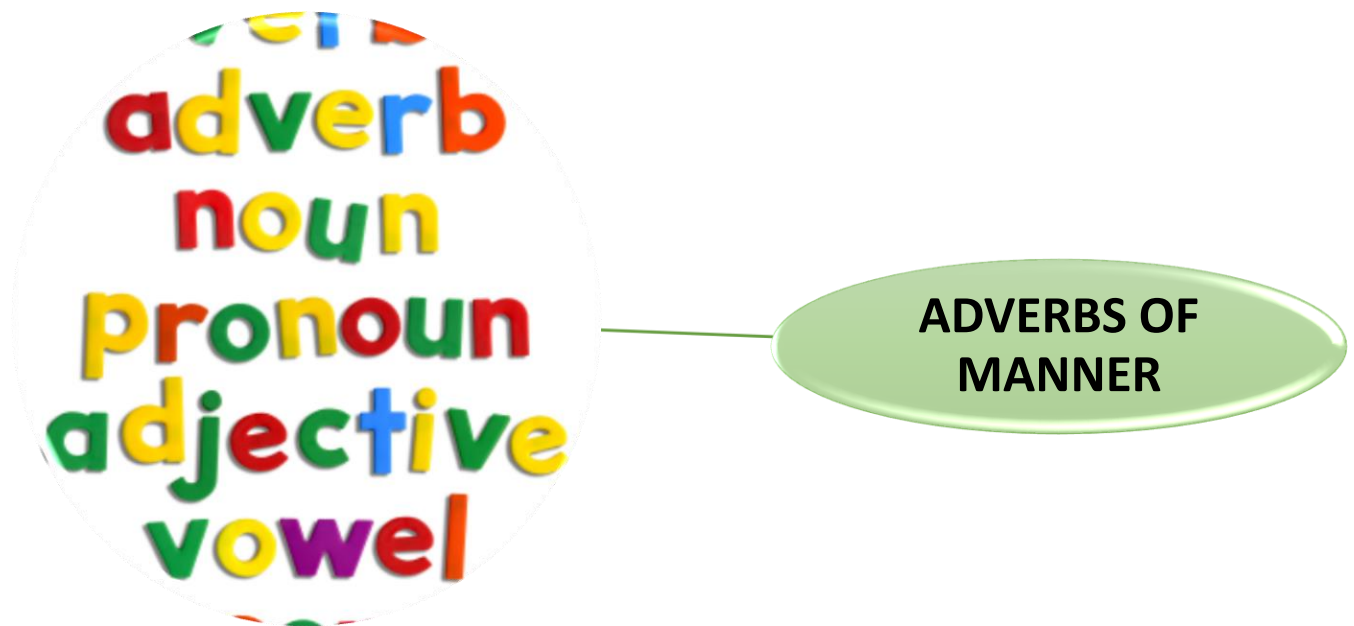 adverb
noun
pronoun
adjective
vowel
ADVERBS OF
MANNER